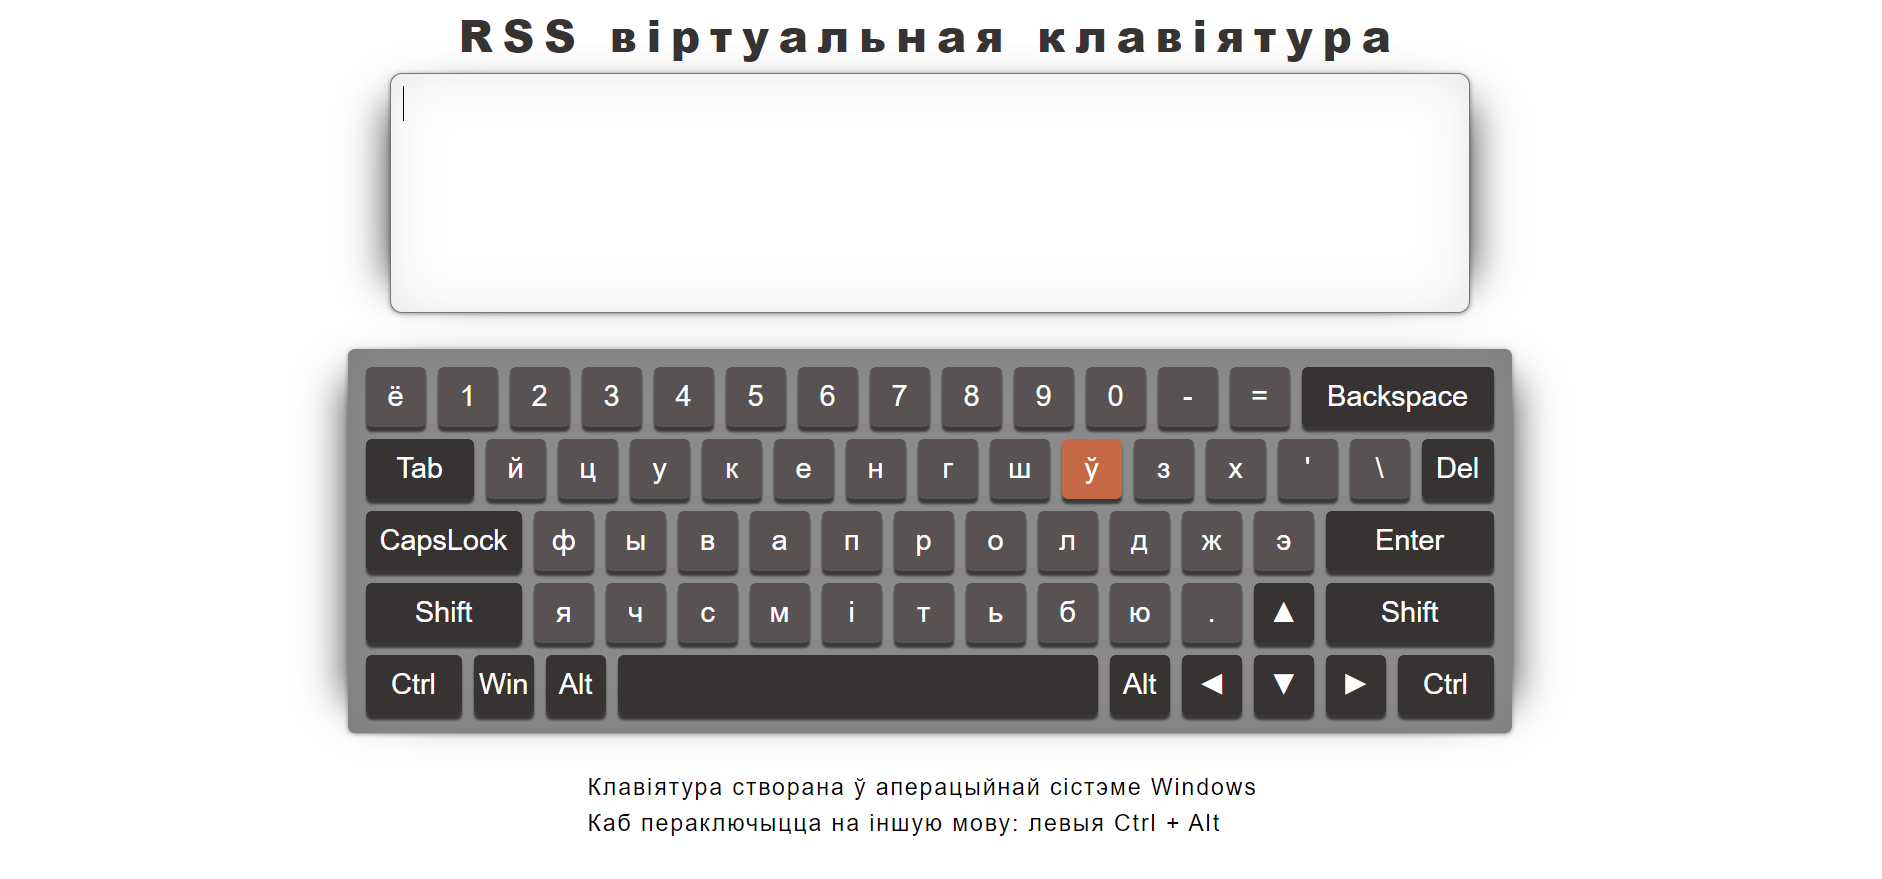 RSS віртуальная клавіятура
ё 1 2 3 4 5 6 7 8 9 0 - = Backspace
Tab й ц у к е н г ш ў з х ' \ Del
CapsLock ф ы в а п р о л д ж э Enter
Shift я ч с м і т ь б ю . ▲ Shift
Ctrl Win Alt Alt ◄ ▼ ► Ctrl
Клавіятура створана ў аперацыйнай сістэме Windows
Каб пераключыцца на іншую мову: левыя Ctrl + Alt